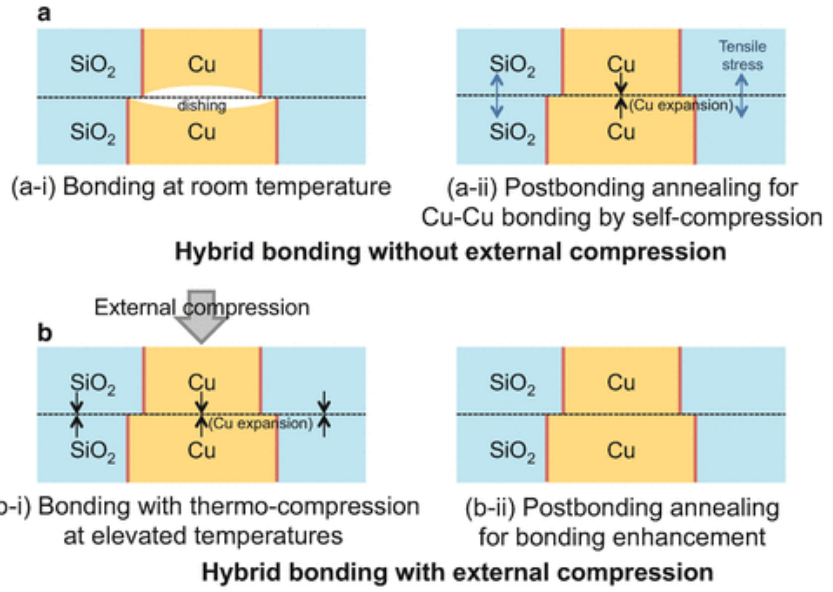 a
SiO2 Cu
dishing
SiO2 Cu
(a-i) Bonding at room temperature
SiO2 Cu Tensile
stress
(Cu expansion)
SiO2 Cu
(a-ii) Postbonding annealing for
Cu-Cu bonding by self-compression
Hybrid bonding without external compression
External compression
b
SiO2 Cu
(Cu expansion)
SiO2 Cu
o-i) Bonding with thermo-compression
at elevated temperatures
SiO2 Cu
SiO2 Cu
(b-ii) Postbonding annealing
for bonding enhancement
Hybrid bonding with external compression